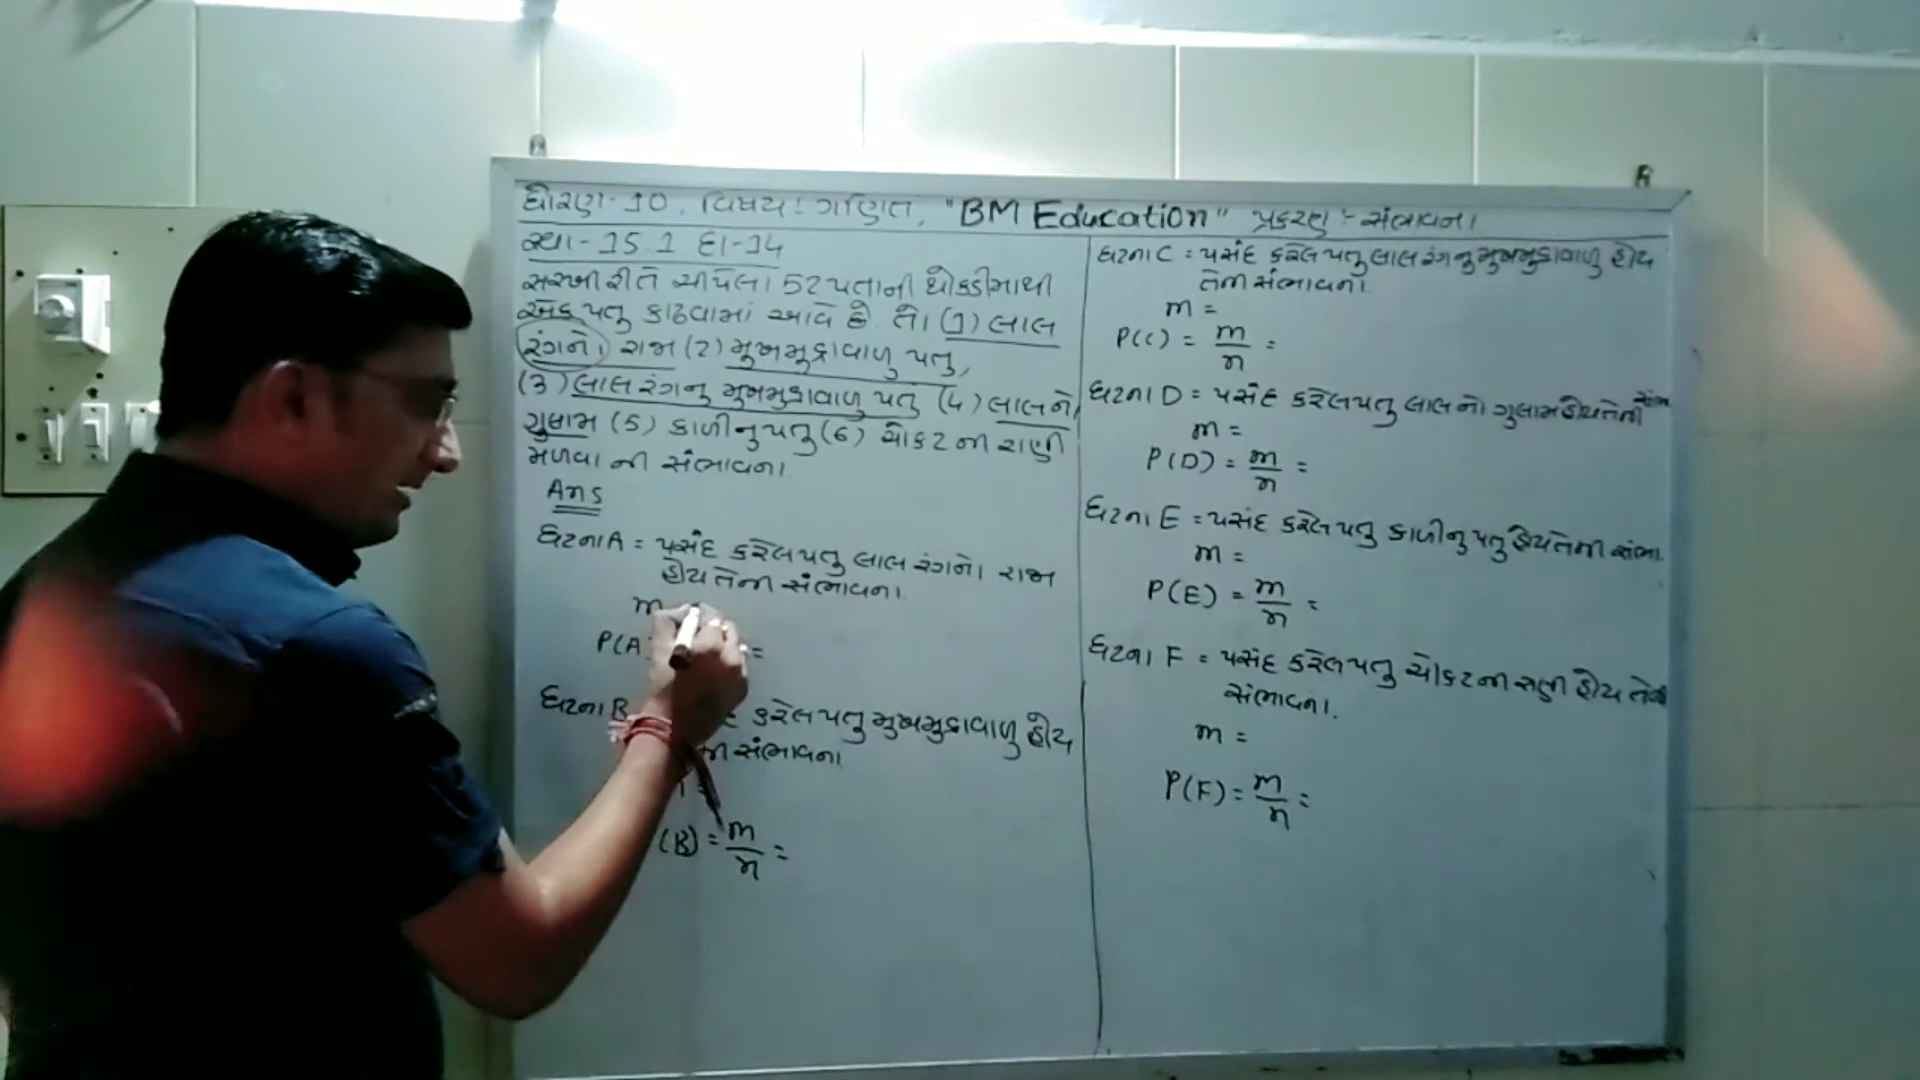 ધોરણ-10, વિષય: ગણિત, "BM Education" પ્રકરણ :- સંભાવના
સ્વા-15.1 દા-14
સરખી રીતે ચીપેલા 52 પતાની થોકડીમાથી
એક પતુ કાઢવામાં આવે છે. તો (1) લાલ
રંગનો રાજા (2) મુખમુદ્રાવાળુ પતુ,
(3) લાલ રંગનુ મુખમુદ્રાવાળુ પતુ (4) લાલનો
ગુલામ (5) કાળીનુ પતુ (6) ચોકટની રાણી
મળવાની સંભાવના
Ans
ઘટના A = પસંદ કરેલ પતુ લાલ રંગનો રાજા
હોય તેની સંભાવના.
m
P(A =
ઘટના B કરેલ પતુ મુખમુદ્રાવાળુ હોય
ની સંભાવના
(B) = m/n =
ઘટના C = પસંદ કરેલ પતુ લાલ રંગનુ મુખમુદ્રાવાળુ હોય
તેની સંભાવના.
m =
P(C) = m/n =
ઘટના D = પસંદ કરેલ પતુ લાલનો ગુલામ હોય તેની સંભા
m =
P(D) = m/n =
ઘટના E = પસંદ કરેલ પતુ કાળીનુ પતુ હોય તેની સંભા.
m =
P(E) = m/n =
ઘટના F = પસંદ કરેલ પતુ ચોકટની રાણી હોય તેની
સંભાવના.
m =
P(F) = m/n =